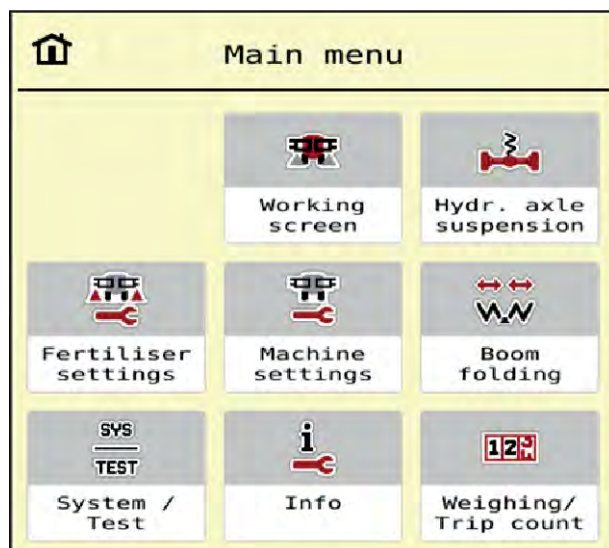 Main menu
Working
screen
Hydr. axle
suspension
Fertiliser
settings
Machine
settings
Boom
folding
SYS
TEST
System /
Test
i
Info
123
Weighing/
Trip count